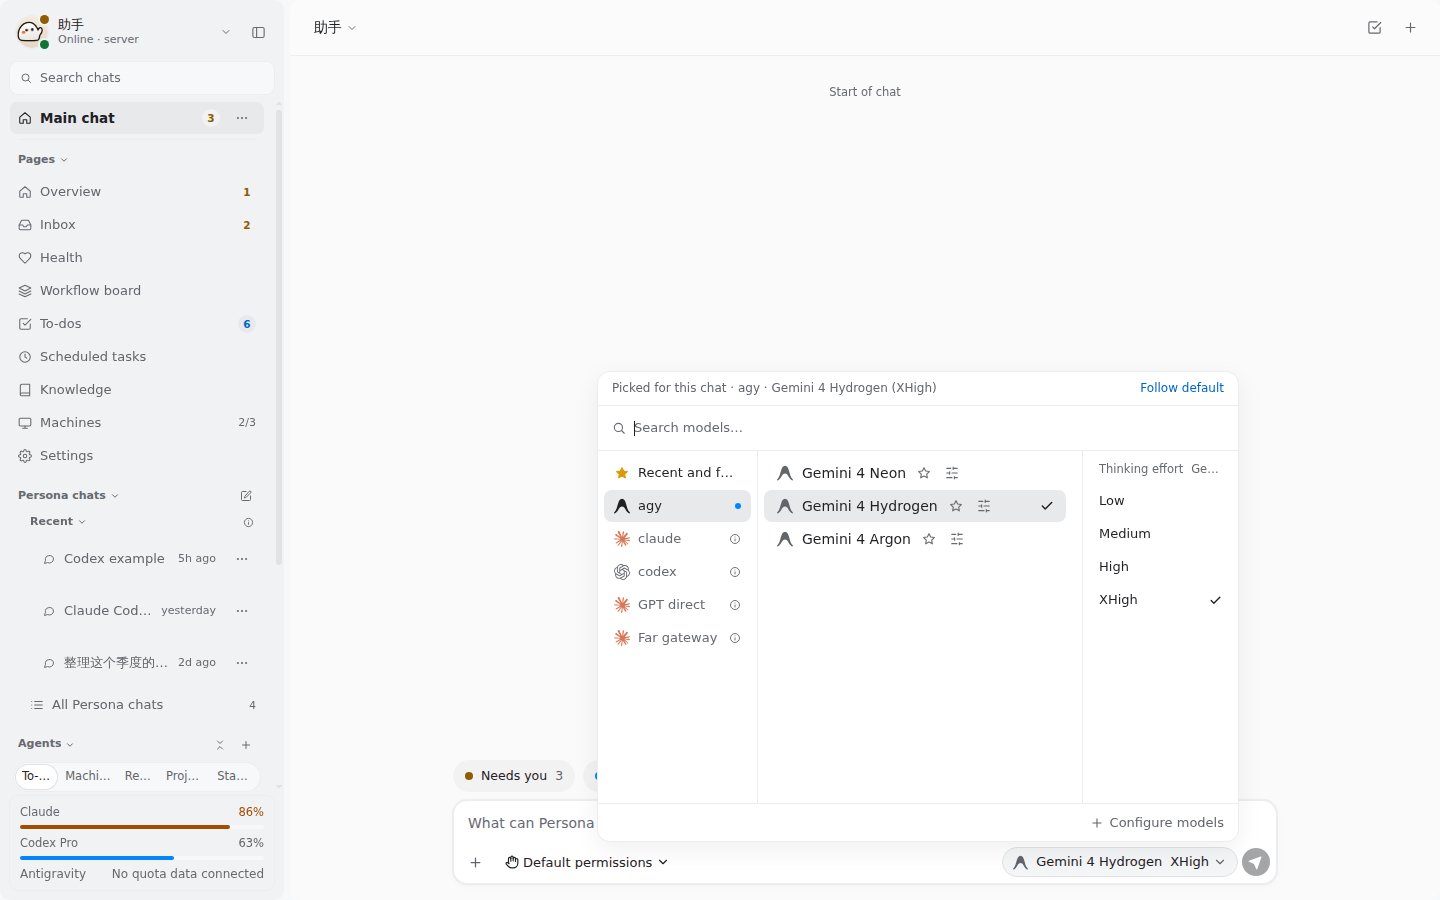 助手
Online · server
Search chats
Main chat 3
Pages
Overview 1
Inbox 2
Health
Workflow board
To-dos 6
Scheduled tasks
Knowledge
Machines 2/3
Settings
Persona chats
Recent
Codex example 5h ago
Claude Cod... yesterday
整理这个季度的... 2d ago
All Persona chats 4
Agents
To-... Machi... Re... Proj... Sta...
Claude 86%
Codex Pro 63%
Antigravity No quota data connected
助手
Start of chat
Picked for this chat · agy · Gemini 4 Hydrogen (XHigh) Follow default
Search models...
Recent and f...
agy
claude
codex
GPT direct
Far gateway
Gemini 4 Neon
Gemini 4 Hydrogen
Gemini 4 Argon
Thinking effort Ge...
Low
Medium
High
XHigh
Configure models
Needs you 3
What can Persona
Default permissions
Gemini 4 Hydrogen XHigh